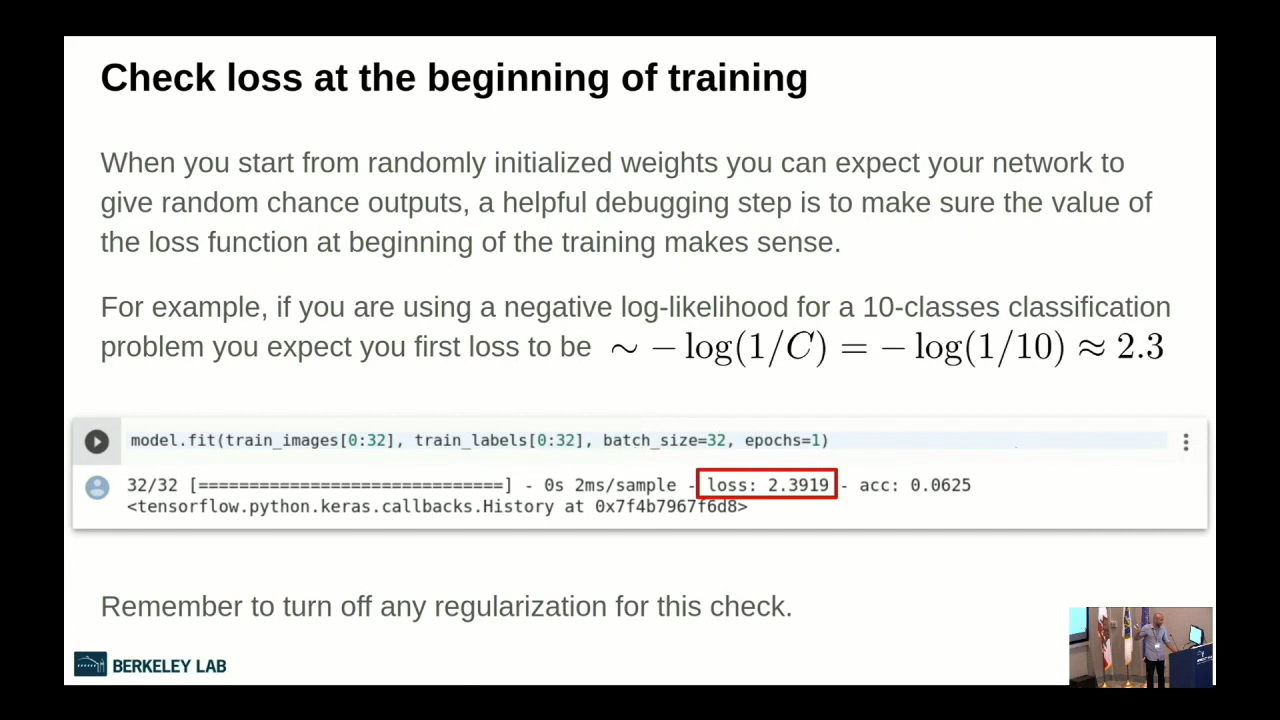 Check loss at the beginning of training
When you start from randomly initialized weights you can expect your network to
give random chance outputs, a helpful debugging step is to make sure the value of
the loss function at beginning of the training makes sense.
For example, if you are using a negative log-likelihood for a 10-classes classification
problem you expect you first loss to be ∼ − log(1/C) = − log(1/10) ≈ 2.3
model.fit(train_images[0:32], train_labels[0:32], batch_size=32, epochs=1)
32/32 [==============================] - 0s 2ms/sample - loss: 2.3919 - acc: 0.0625
<tensorflow.python.keras.callbacks.History at 0x7f4b7967f6d8>
Remember to turn off any regularization for this check.
BERKELEY LAB